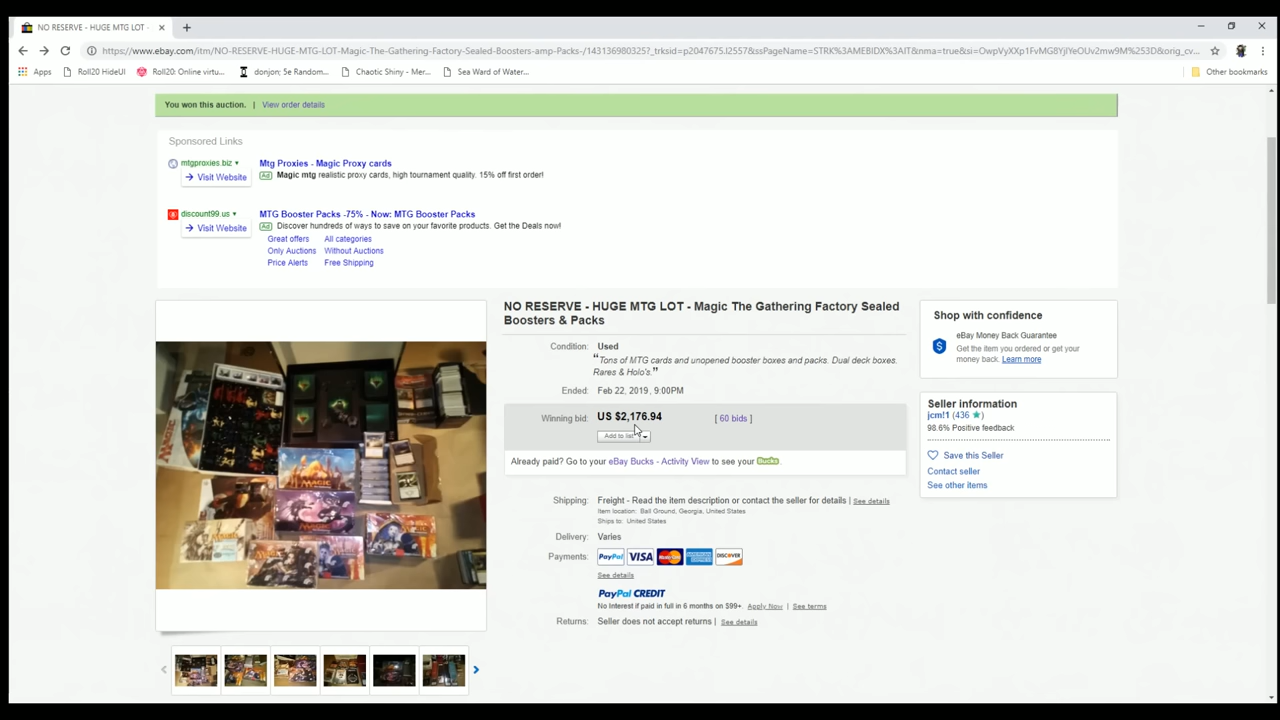 NO RESERVE - HUGE MTG LOT -
https://www.ebay.com/itm/NO-RESERVE-HUGE-MTG-LOT-Magic-The-Gathering-Factory-Sealed-Boosters-amp-Packs-/143136980325?_trksid=p2047675.l2557&ssPageName=STRK%3AMEBIDX%3AIT&nma=true&si=OwpVyXXp1FvMG8YjlYeOUv2mw9M%253D&orig_cv...
Apps Roll20 HideUI Roll20: Online virtu... donjon; 5e Random... Chaotic Shiny - Mer... Sea Ward of Water... Other bookmarks
You won this auction. | View order details
Sponsored Links
mtgproxies.biz Mtg Proxies - Magic Proxy cards
Visit Website Ad Magic mtg realistic proxy cards, high tournament quality. 15% off first order!
discount99.us MTG Booster Packs -75% - Now: MTG Booster Packs
Visit Website Ad Discover hundreds of ways to save on your favorite products. Get the Deals now!
Great offers All categories
Only Auctions Without Auctions
Price Alerts Free Shipping
NO RESERVE - HUGE MTG LOT - Magic The Gathering Factory Sealed
Boosters & Packs
Condition: Used
"Tons of MTG cards and unopened booster boxes and packs. Dual deck boxes.
Rares & Holo's."
Ended: Feb 22, 2019 , 9:00PM
Winning bid: US $2,176.94 [ 60 bids ]
Add to list
Already paid? Go to your eBay Bucks - Activity View to see your Bucks .
Shipping: Freight - Read the item description or contact the seller for details | See details
Item location: Ball Ground, Georgia, United States
Ships to: United States
Delivery: Varies
Payments: PayPal VISA MasterCard DISCOVER
See details
PayPal CREDIT
No Interest if paid in full in 6 months on $99+. Apply Now | See terms
Returns: Seller does not accept returns | See details
Shop with confidence
eBay Money Back Guarantee
Get the item you ordered or get your
money back. Learn more
Seller information
jcm!1 (436 )
98.6% Positive feedback
Save this Seller
Contact seller
See other items
MAGIC
MAGIC